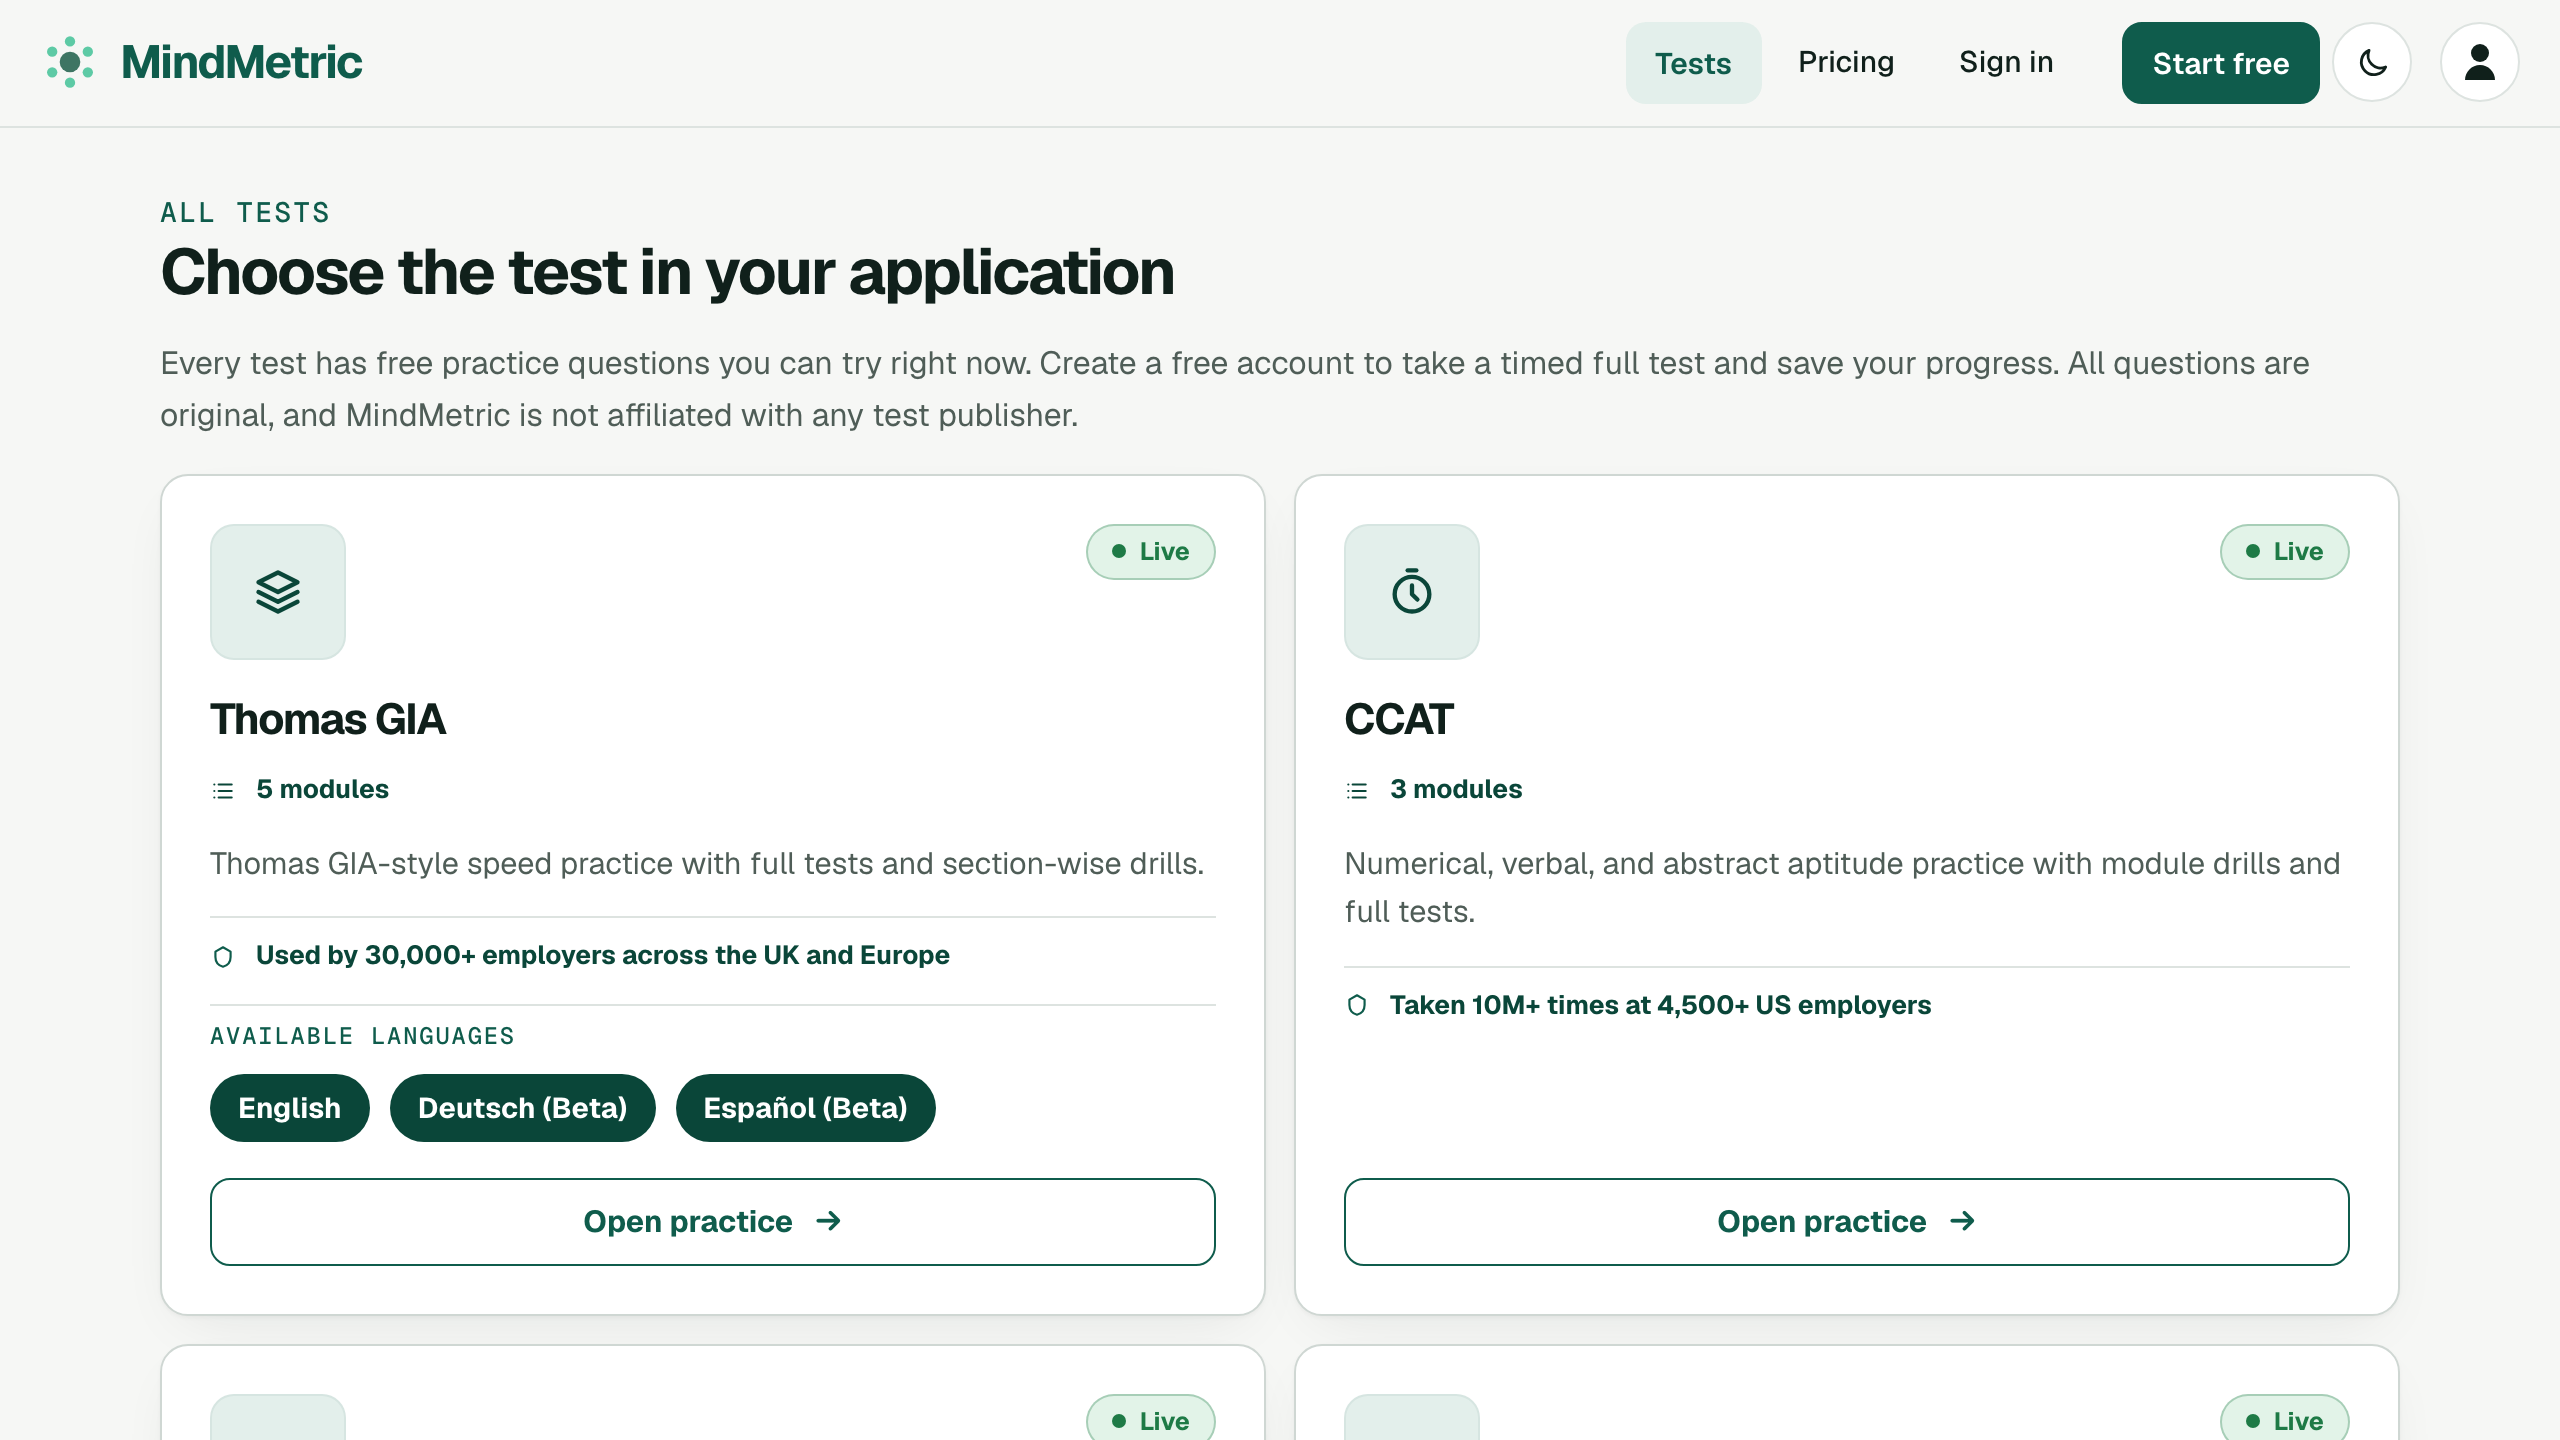 MindMetric
Tests
Pricing
Sign in
Start free
ALL TESTS
Choose the test in your application
Every test has free practice questions you can try right now. Create a free account to take a timed full test and save your progress. All questions are
original, and MindMetric is not affiliated with any test publisher.
Live
Thomas GIA
5 modules
Thomas GIA-style speed practice with full tests and section-wise drills.
Used by 30,000+ employers across the UK and Europe
AVAILABLE LANGUAGES
English
Deutsch (Beta)
Español (Beta)
Open practice
Live
CCAT
3 modules
Numerical, verbal, and abstract aptitude practice with module drills and
full tests.
Taken 10M+ times at 4,500+ US employers
Open practice
Live
Live